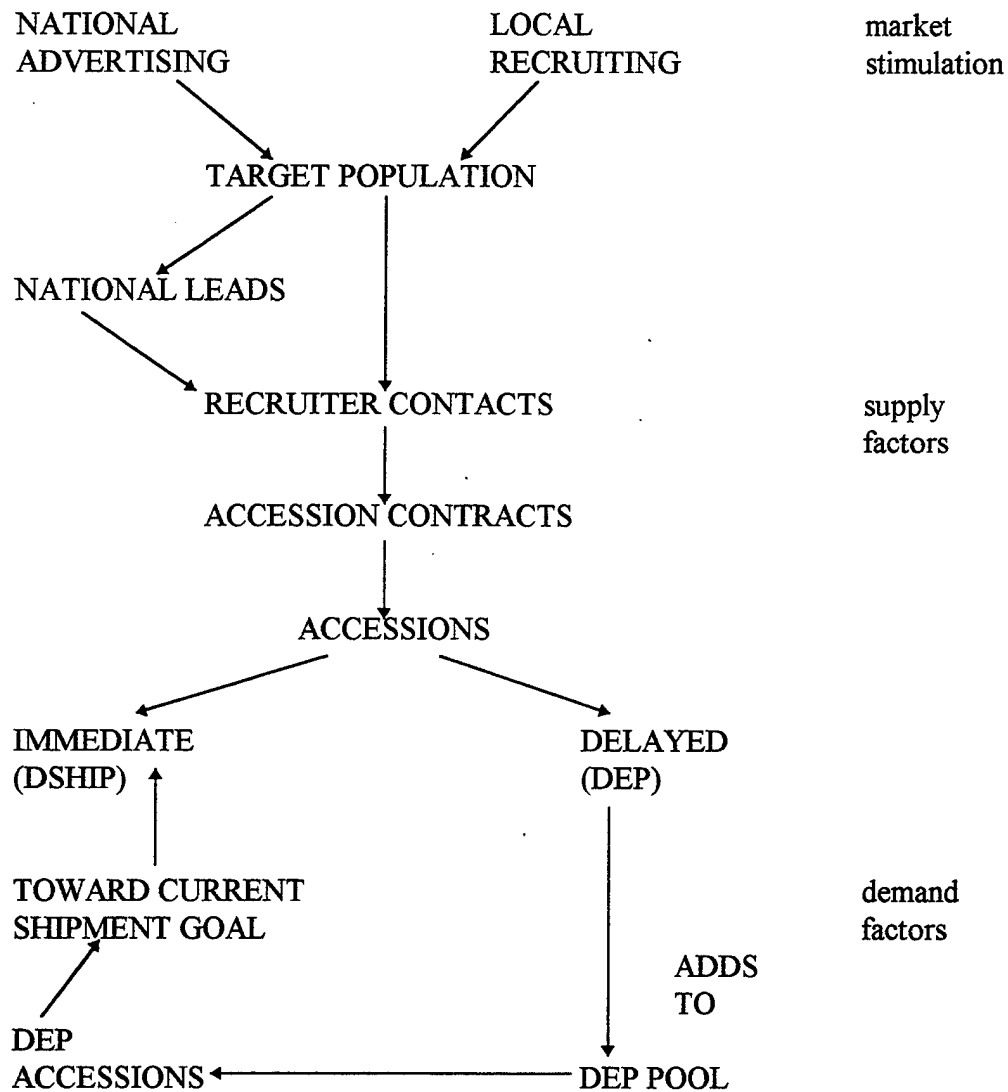 NATIONAL
ADVERTISING
LOCAL
RECRUITING
market
stimulation
TARGET POPULATION
NATIONAL LEADS
RECRUITER CONTACTS
supply
factors
ACCESSION CONTRACTS
ACCESSIONS
IMMEDIATE
(DSHIP)
DELAYED
(DEP)
TOWARD CURRENT
SHIPMENT GOAL
demand
factors
ADDS
TO
DEP
ACCESSIONS
DEP POOL